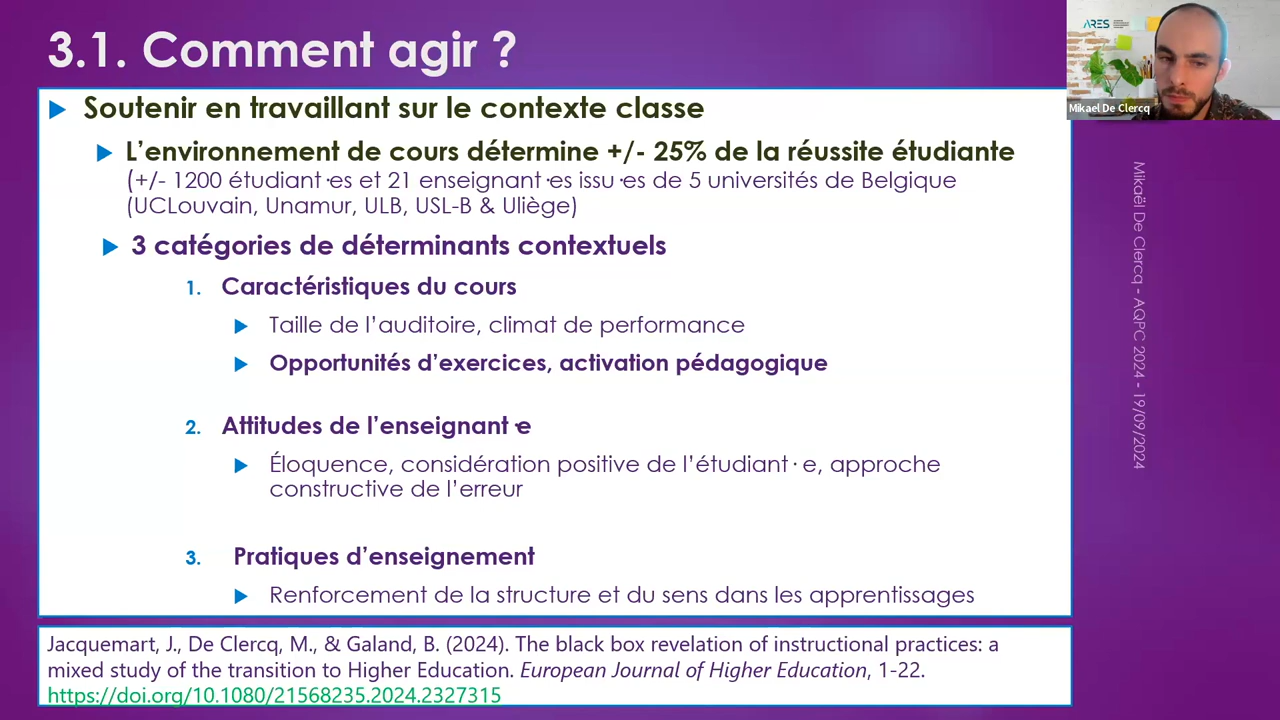 3.1. Comment agir ?
ARES
Mikael De Clercq
Soutenir en travaillant sur le contexte classe
L’environnement de cours détermine +/- 25% de la réussite étudiante
(+/- 1200 étudiant·es et 21 enseignant·es issu·es de 5 universités de Belgique
(UCLouvain, Unamur, ULB, USL-B & Uliège)
3 catégories de déterminants contextuels
1. Caractéristiques du cours
Taille de l’auditoire, climat de performance
Opportunités d’exercices, activation pédagogique
2. Attitudes de l’enseignant·e
Éloquence, considération positive de l’étudiant·e, approche
constructive de l’erreur
3. Pratiques d’enseignement
Renforcement de la structure et du sens dans les apprentissages
Jacquemart, J., De Clercq, M., & Galand, B. (2024). The black box revelation of instructional practices: a
mixed study of the transition to Higher Education. European Journal of Higher Education, 1-22.
https://doi.org/10.1080/21568235.2024.2327315
Mikaël De Clercq - AQPC 2024 - 19/09/2024